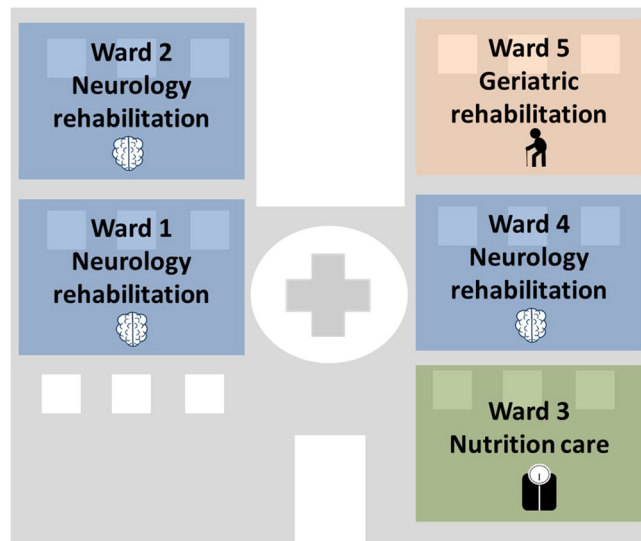 Ward 2
Neurology
rehabilitation
Ward 5
Geriatric
rehabilitation
Ward 1
Neurology
rehabilitation
Ward 4
Neurology
rehabilitation
Ward 3
Nutrition care